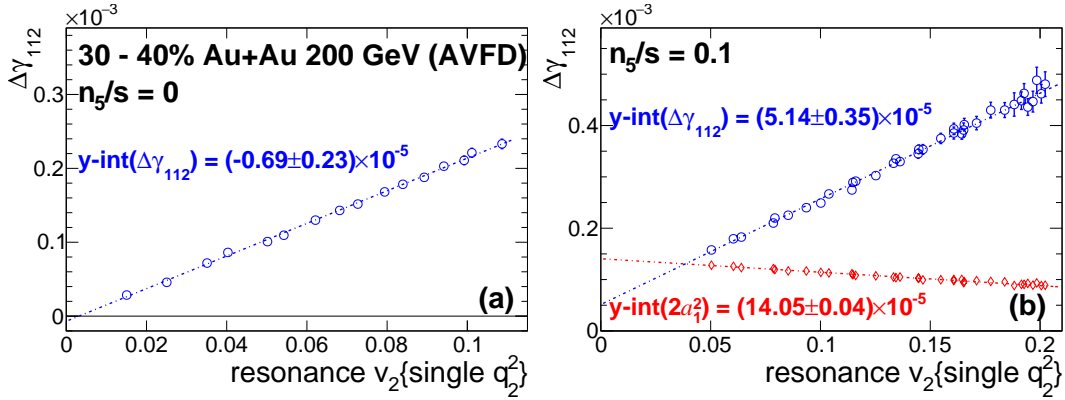 ×10⁻³
Δγ₁₁₂
30 - 40% Au+Au 200 GeV (AVFD)
n₅/s = 0
y-int(Δγ₁₁₂) = (-0.69±0.23)×10⁻⁵
0.3
0.2
0.1
0
(a)
0 0.02 0.04 0.06 0.08 0.1
resonance v₂{single q₂²}
×10⁻³
Δγ₁₁₂
n₅/s = 0.1
y-int(Δγ₁₁₂) = (5.14±0.35)×10⁻⁵
0.4
0.2
0
y-int(2a₁²) = (14.05±0.04)×10⁻⁵
(b)
0 0.05 0.1 0.15 0.2
resonance v₂{single q₂²}